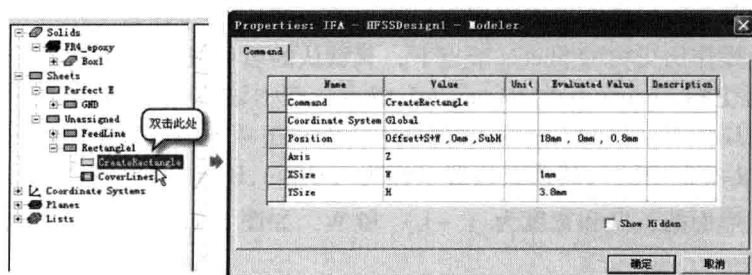 Solids
FR4_epoxy
Box1
Sheets
Perfect E
GND
Unassigned
FeedLine
Rectangle1
CreateRectangle
CoverLines
Coordinate Systems
Planes
Lists
双击此处
Properties: IFA - HFSSDesign1 - Modeler
Command
Name Value Unit Evaluated Value Description
Command CreateRectangle
Coordinate System Global
Position Offset+S+W ,0mm ,SubH 18mm , 0mm , 0.8mm
Axis Z
XSize W 1mm
YSize H 3.8mm
Show Hidden
确定 取消